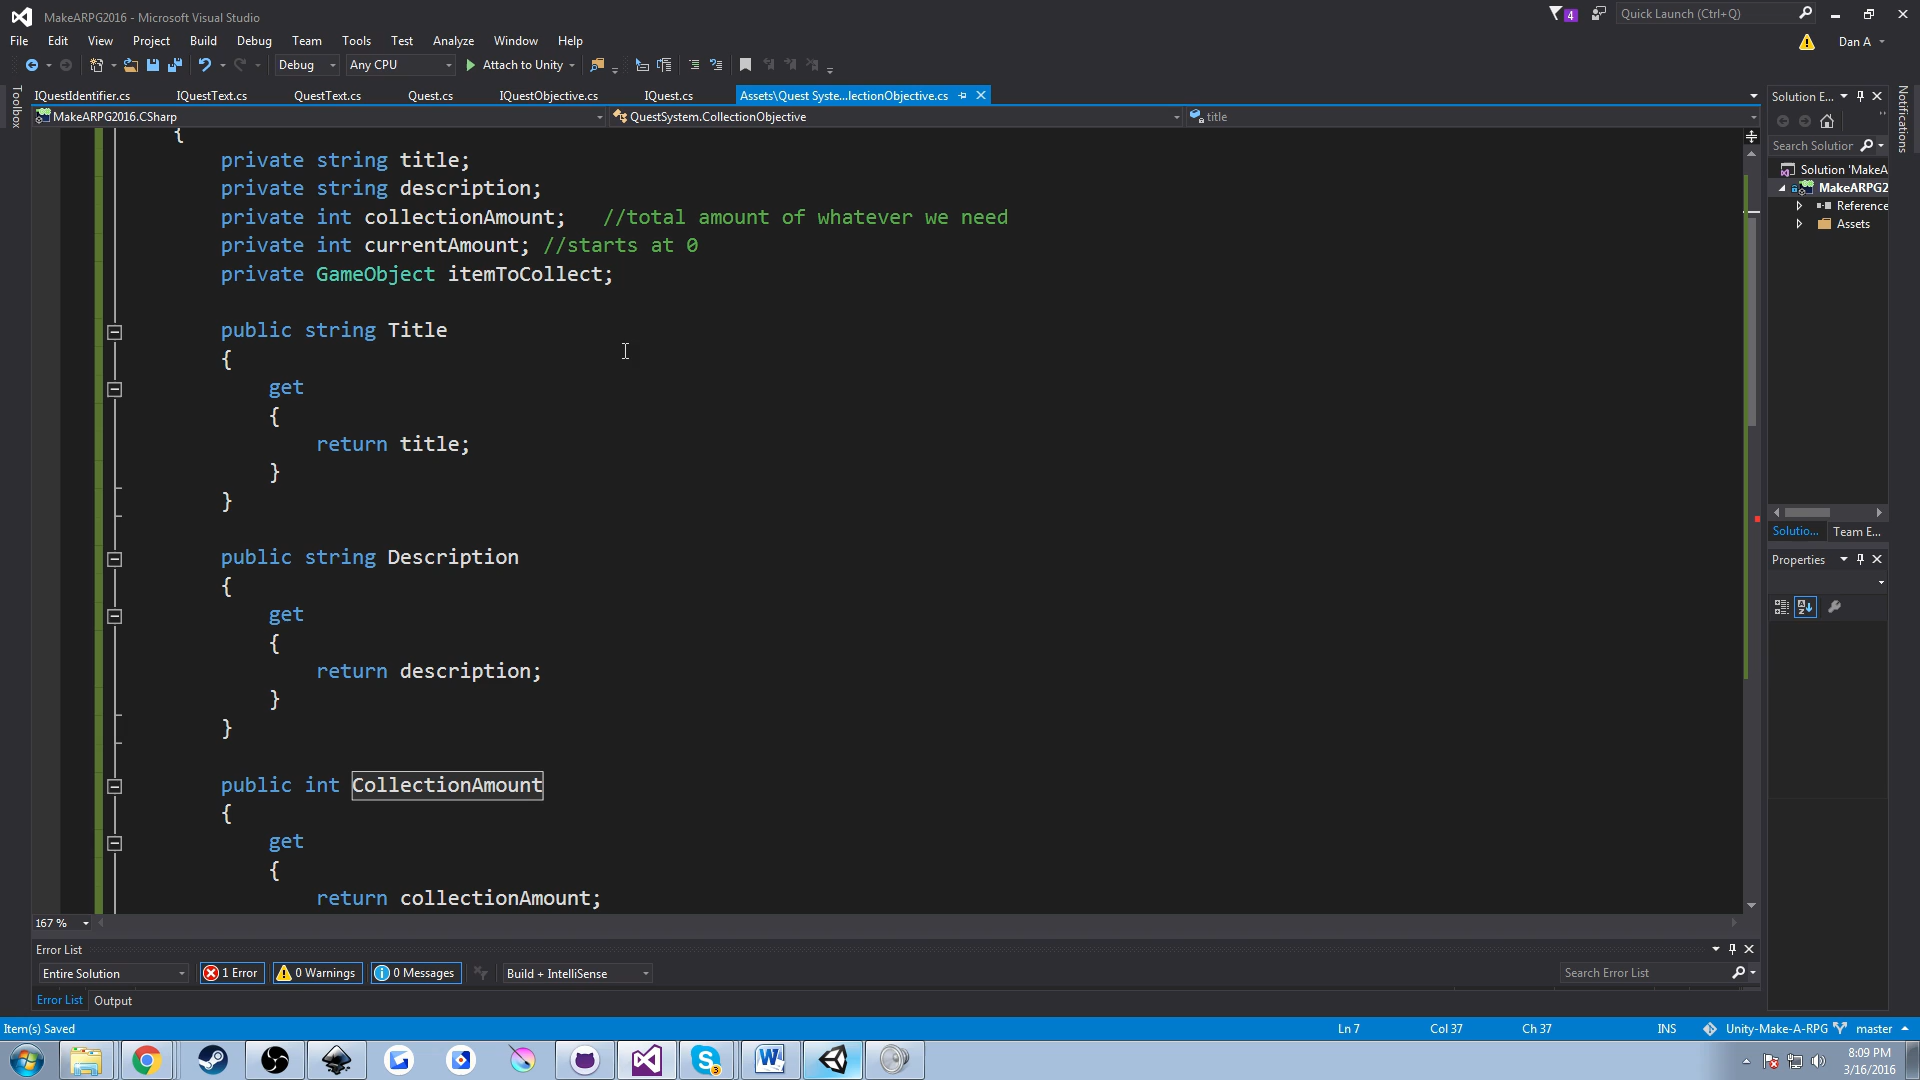 MakeARPG2016 - Microsoft Visual Studio
4
Quick Launch (Ctrl+Q)
File Edit View Project Build Debug Team Tools Test Analyze Window Help
Dan A
Debug Any CPU Attach to Unity
Toolbox
IQuestIdentifier.cs IQuestText.cs QuestText.cs Quest.cs IQuestObjective.cs IQuest.cs Assets\Quest Syste...lectionObjective.cs
MakeARPG2016.CSharp QuestSystem.CollectionObjective title
{
private string title;
private string description;
private int collectionAmount; //total amount of whatever we need
private int currentAmount; //starts at 0
private GameObject itemToCollect;
public string Title
{
get
{
return title;
}
}
public string Description
{
get
{
return description;
}
}
public int CollectionAmount
{
get
{
return collectionAmount;
167 %
Solution E...
Search Solution
Solution 'MakeA
MakeARPG2
Reference
Assets
Solutio... Team E...
Properties
Notifications
Error List
Entire Solution 1 Error 0 Warnings 0 Messages Build + IntelliSense Search Error List
Error List Output
Item(s) Saved Ln 7 Col 37 Ch 37 INS Unity-Make-A-RPG master
8:09 PM
3/16/2016